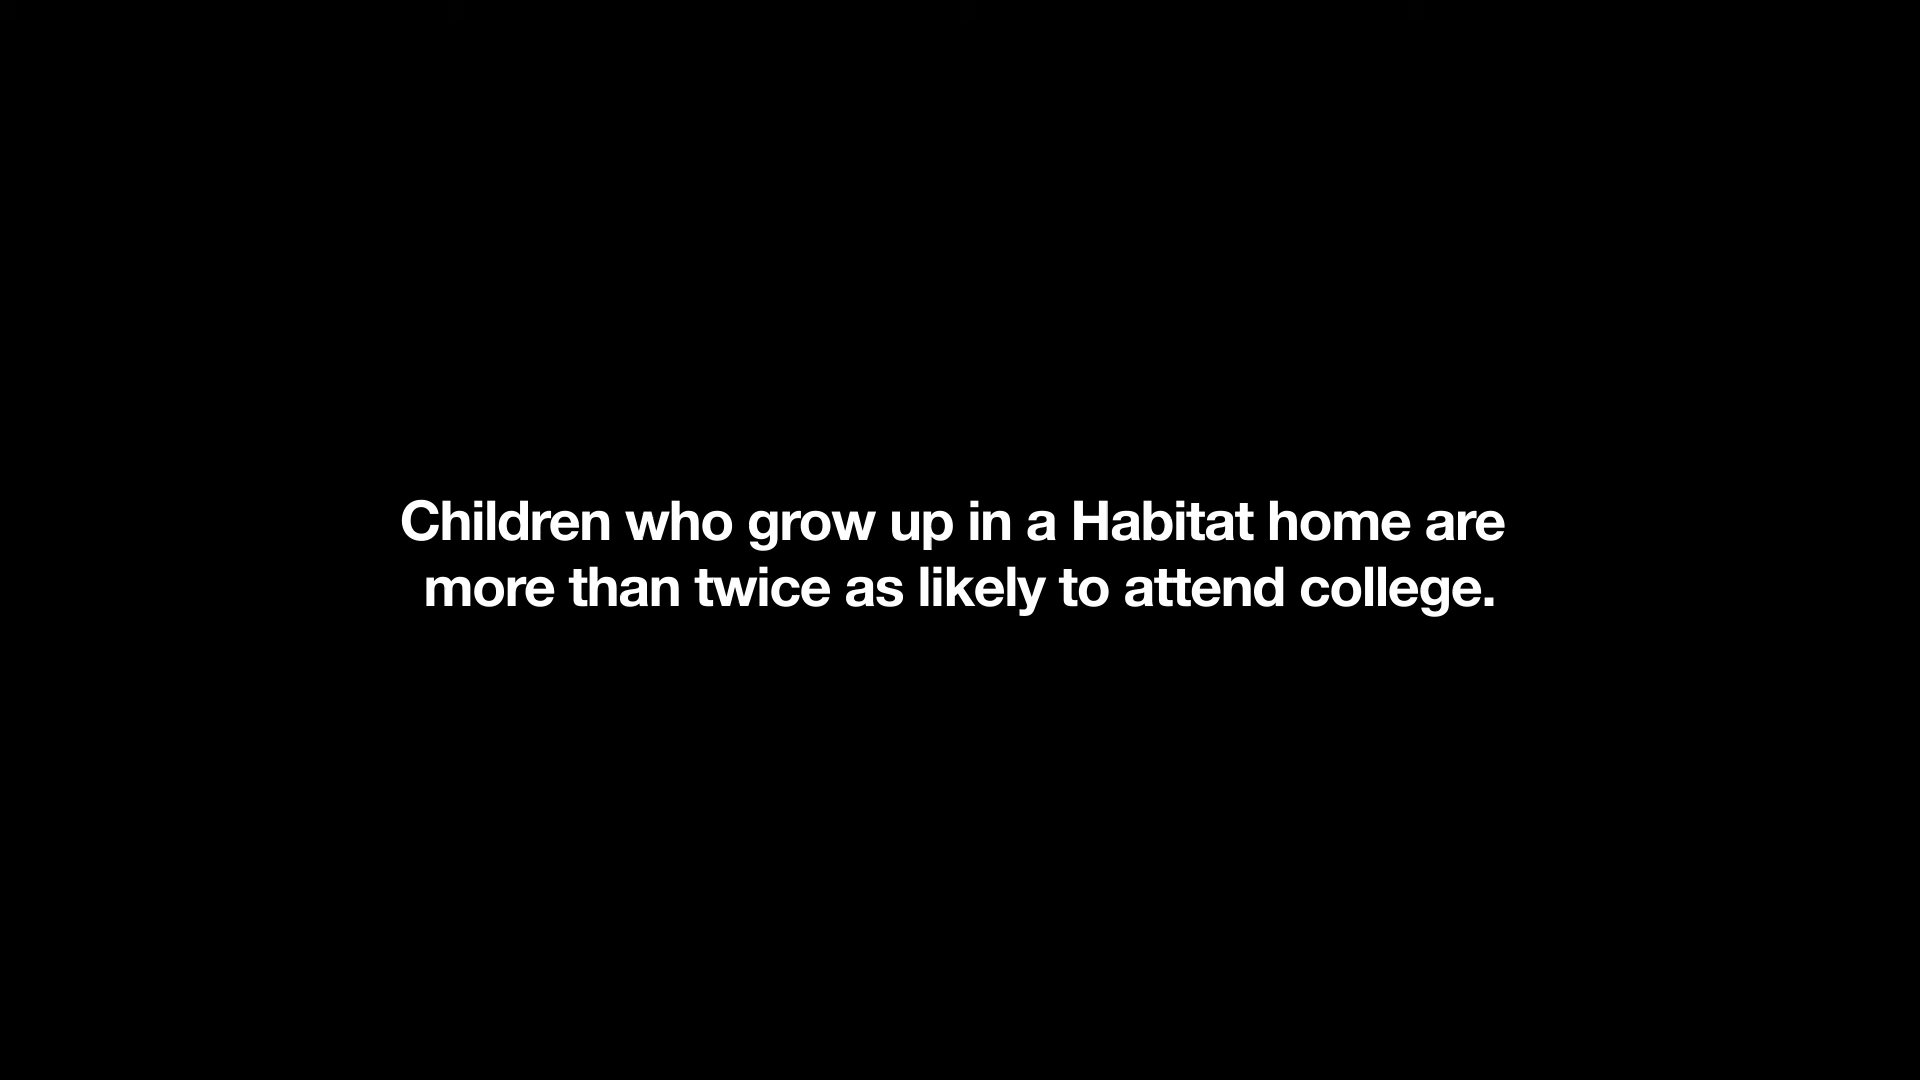 Children who grow up in a Habitat home are
more than twice as likely to attend college.